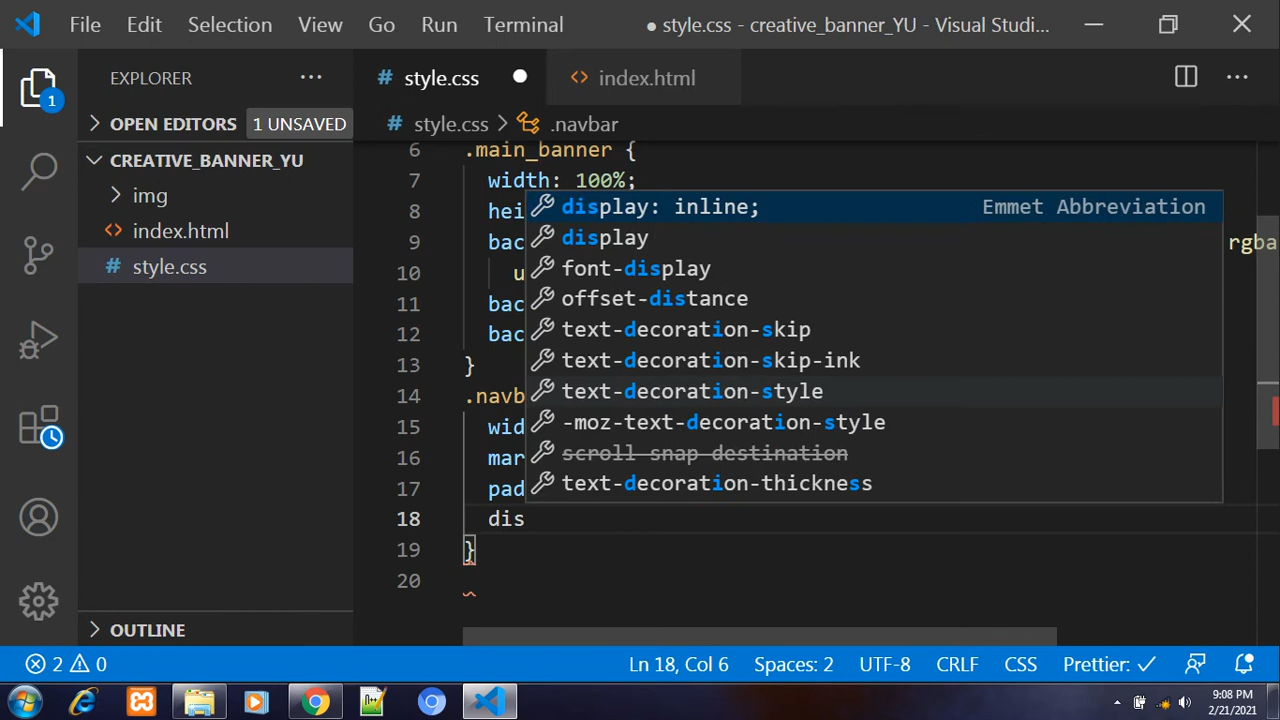 File Edit Selection View Go Run Terminal ● style.css - creative_banner_YU - Visual Studi...
EXPLORER ...
# style.css ● <> index.html ...
OPEN EDITORS 1 UNSAVED
# style.css > .navbar
CREATIVE_BANNER_YU
img
<> index.html
# style.css
6 .main_banner {
7 width: 100%;
8 hei
9 bac rgba
10 u
11 bac
12 bac
13 }
14 .navb
15 wid
16 mar
17 pad
18 dis
19 }
20
display: inline; Emmet Abbreviation
display
font-display
offset-distance
text-decoration-skip
text-decoration-skip-ink
text-decoration-style
-moz-text-decoration-style
scroll-snap-destination
text-decoration-thickness
1
OUTLINE
2 0 Ln 18, Col 6 Spaces: 2 UTF-8 CRLF CSS Prettier: ✓
9:08 PM
2/21/2021